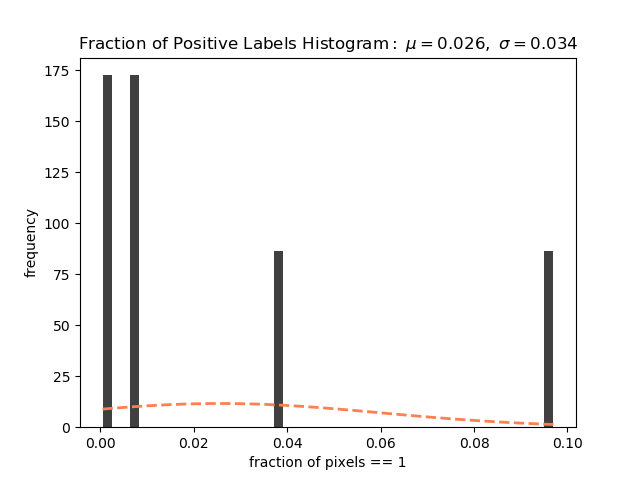 Fraction of Positive Labels Histogram: μ = 0.026, σ = 0.034
175
150
125
100
75
50
25
0
frequency
0.00 0.02 0.04 0.06 0.08 0.10
fraction of pixels == 1